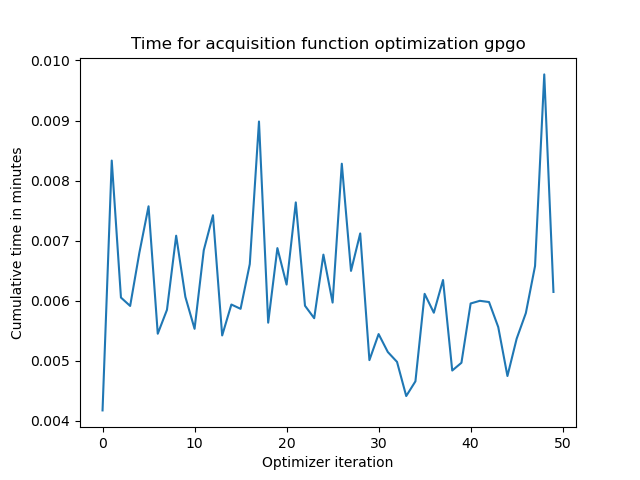 Time for acquisition function optimization gpgo
0.010
0.009
0.008
0.007
0.006
0.005
0.004
Cumulative time in minutes
0 10 20 30 40 50
Optimizer iteration